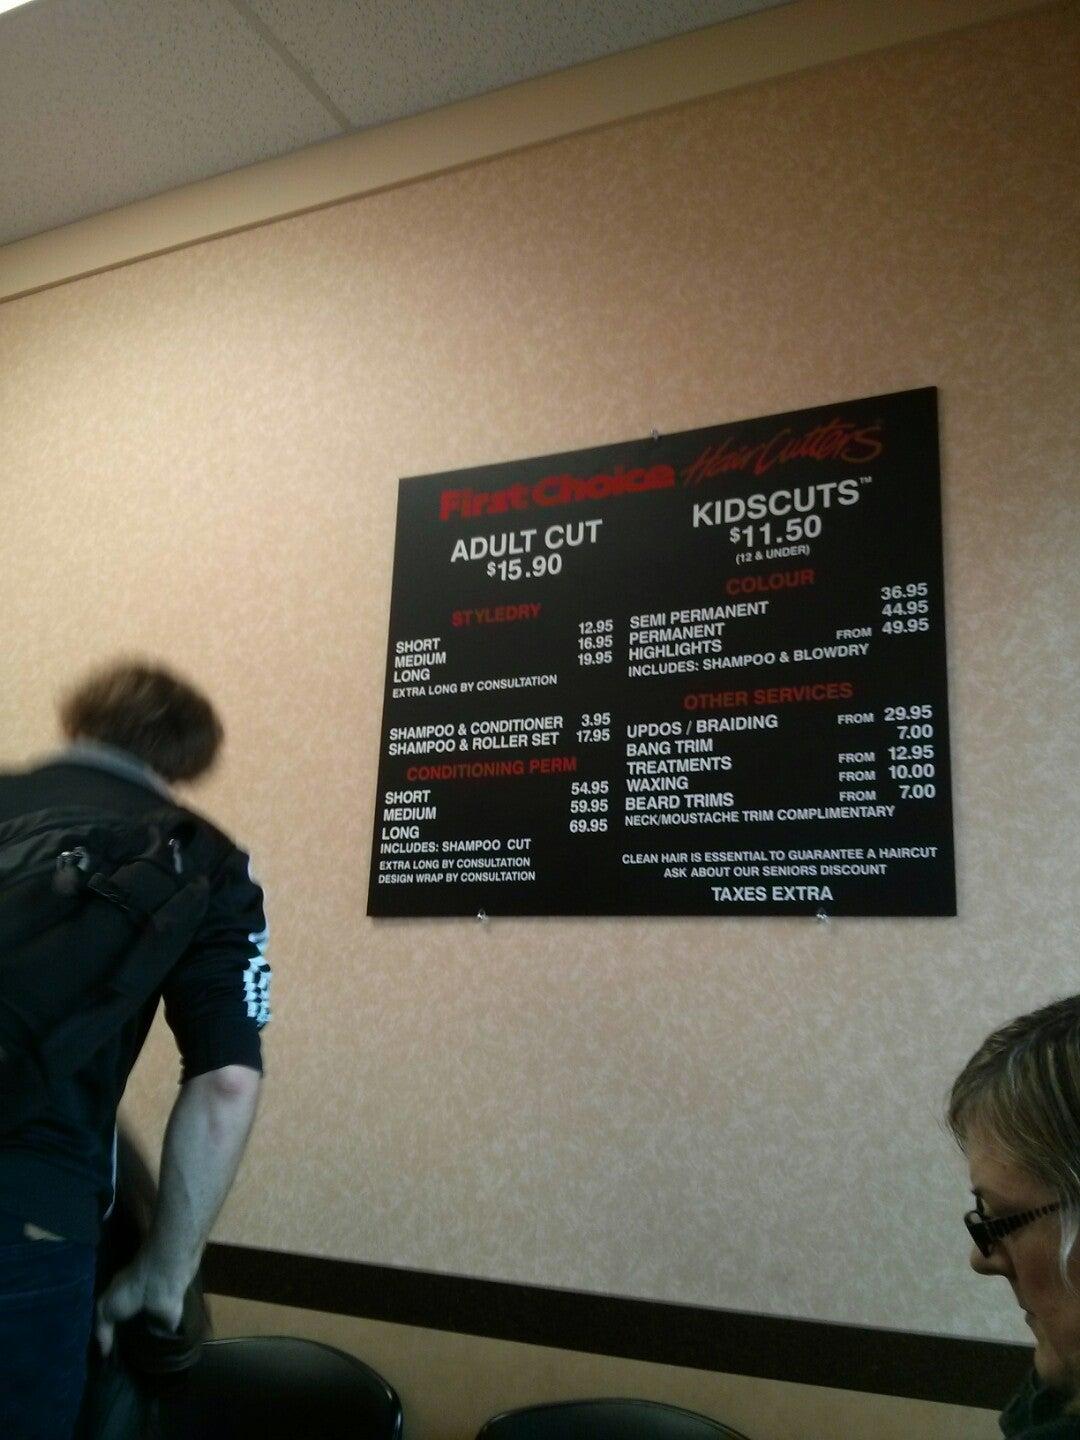 First Choice Hair Cutters
ADULT CUT
$15.90
KIDSCUTS™
$11.50
(12 & UNDER)
STYLEDRY
SHORT 12.95
MEDIUM 16.95
LONG 19.95
EXTRA LONG BY CONSULTATION
SHAMPOO & CONDITIONER 3.95
SHAMPOO & ROLLER SET 17.95
CONDITIONING PERM
SHORT 54.95
MEDIUM 59.95
LONG 69.95
INCLUDES: SHAMPOO CUT
EXTRA LONG BY CONSULTATION
DESIGN WRAP BY CONSULTATION
COLOUR
SEMI PERMANENT 36.95
PERMANENT 44.95
HIGHLIGHTS FROM 49.95
INCLUDES: SHAMPOO & BLOWDRY
OTHER SERVICES
UPDOS / BRAIDING FROM 29.95
BANG TRIM 7.00
TREATMENTS FROM 12.95
WAXING FROM 10.00
BEARD TRIMS FROM 7.00
NECK/MOUSTACHE TRIM COMPLIMENTARY
CLEAN HAIR IS ESSENTIAL TO GUARANTEE A HAIRCUT
ASK ABOUT OUR SENIORS DISCOUNT
TAXES EXTRA